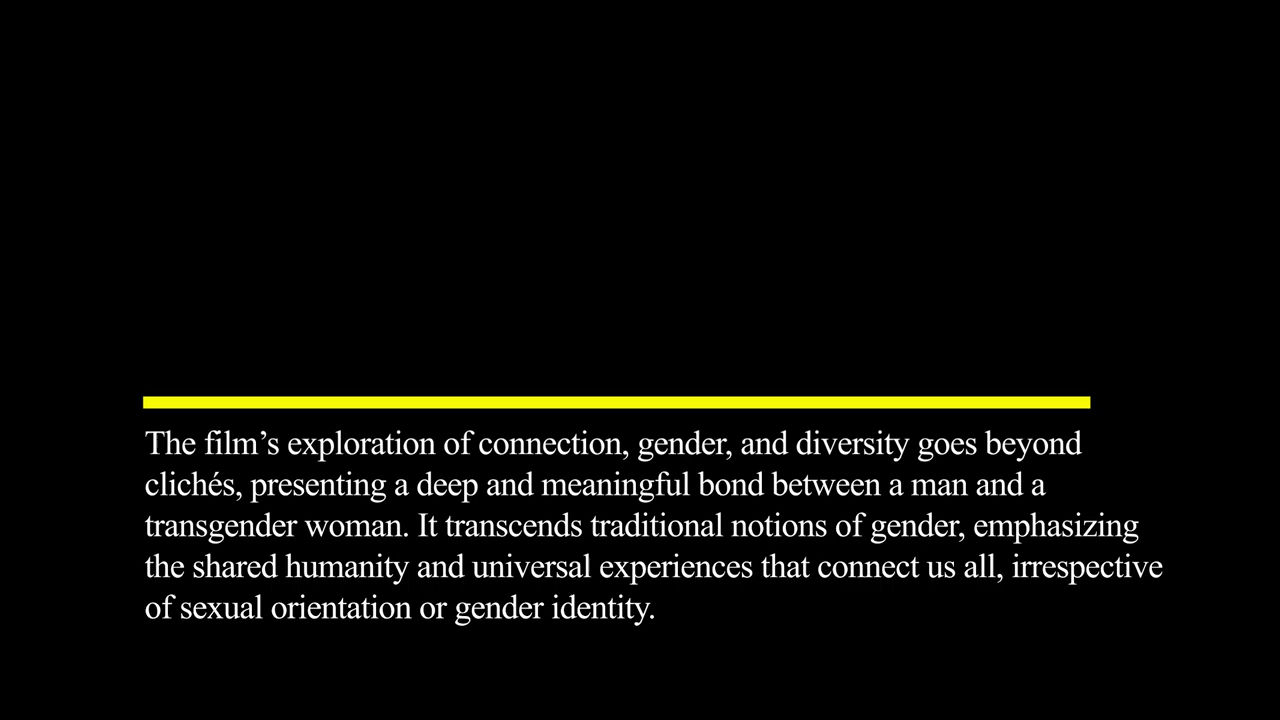 The film’s exploration of connection, gender, and diversity goes beyond
clichés, presenting a deep and meaningful bond between a man and a
transgender woman. It transcends traditional notions of gender, emphasizing
the shared humanity and universal experiences that connect us all, irrespective
of sexual orientation or gender identity.